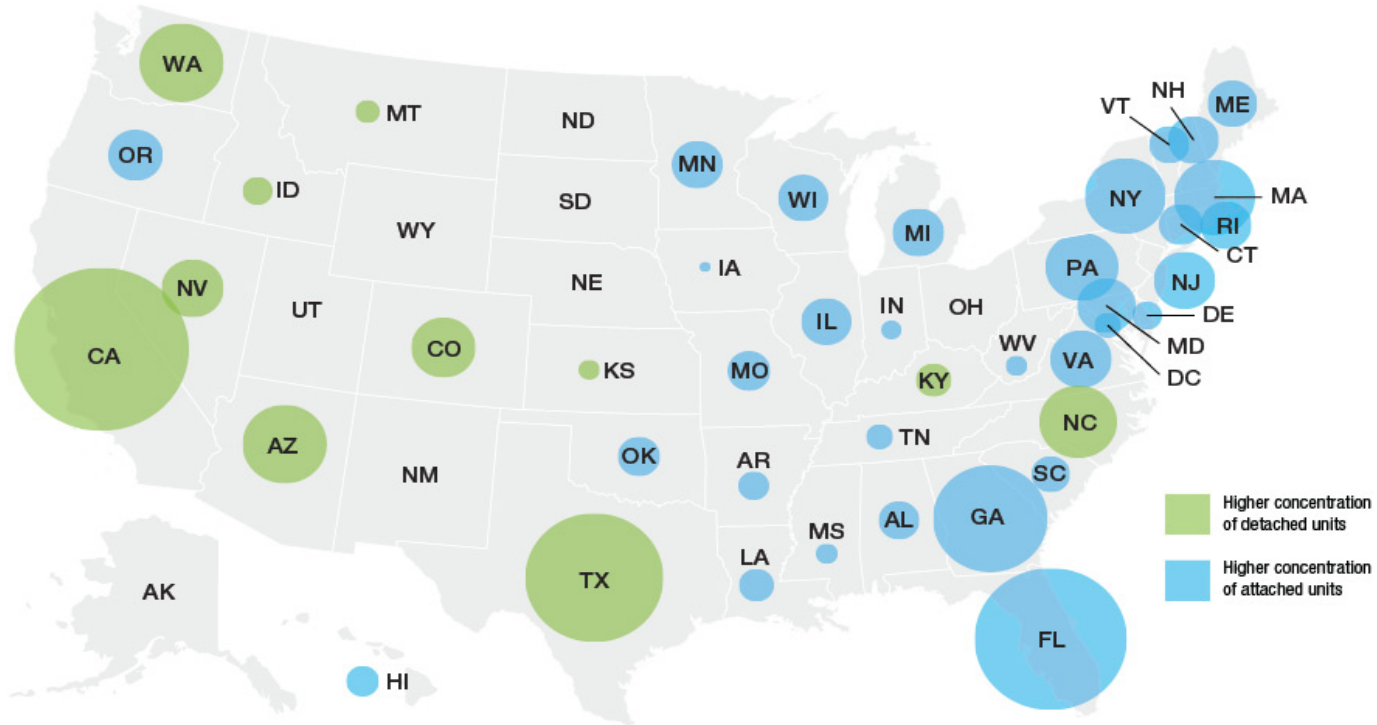 WA
MT
ND
OR
MN
VT
NH
ME
ID
SD
WI
NY
MA
WY
MI
RI
CT
NV
IA
PA
NJ
NE
UT
IL
IN
OH
DE
CA
CO
KS
MO
WV
VA
MD
DC
KY
AZ
NM
OK
AR
TN
NC
SC
GA
AL
MS
LA
TX
AK
HI
FL
Higher concentration
of detached units
Higher concentration
of attached units